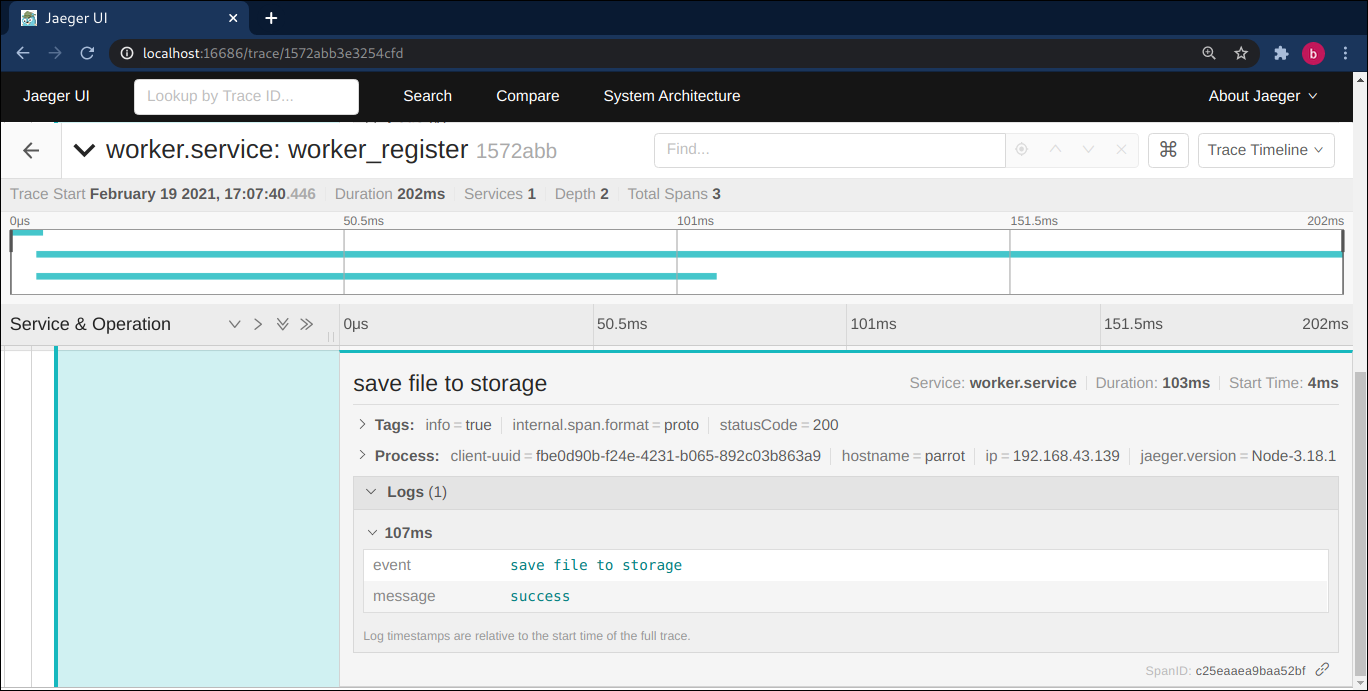 Jaeger UI
localhost:16686/trace/1572abb3e3254cfd
b
Jaeger UI Lookup by Trace ID... Search Compare System Architecture About Jaeger
worker.service: worker_register 1572abb Find... ⌘ Trace Timeline
Trace Start February 19 2021, 17:07:40.446 Duration 202ms Services 1 Depth 2 Total Spans 3
0μs 50.5ms 101ms 151.5ms 202ms
Service & Operation 0μs 50.5ms 101ms 151.5ms 202ms
save file to storage Service: worker.service Duration: 103ms Start Time: 4ms
Tags: info = true internal.span.format = proto statusCode = 200
Process: client-uuid = fbe0d90b-f24e-4231-b065-892c03b863a9 hostname = parrot ip = 192.168.43.139 jaeger.version = Node-3.18.1
Logs (1)
107ms
event save file to storage
message success
Log timestamps are relative to the start time of the full trace.
SpanID: c25eaaea9baa52bf